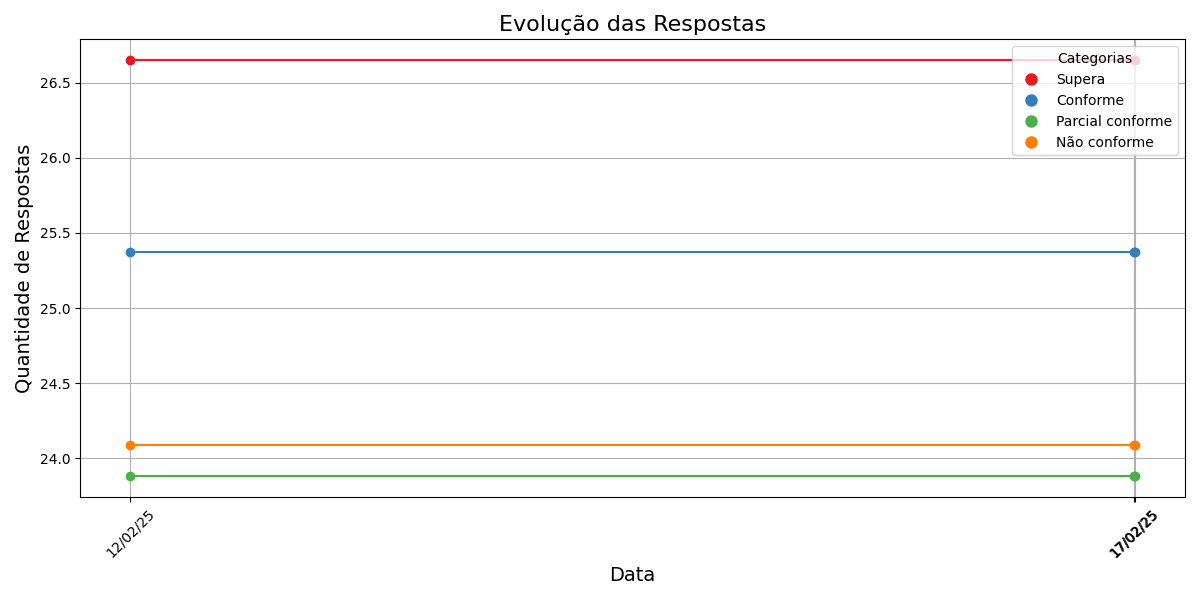 Evolução das Respostas
Categorias
Supera
Conforme
Parcial conforme
Não conforme
Quantidade de Respostas
26.5
26.0
25.5
25.0
24.5
24.0
12/02/25
17/02/25
Data